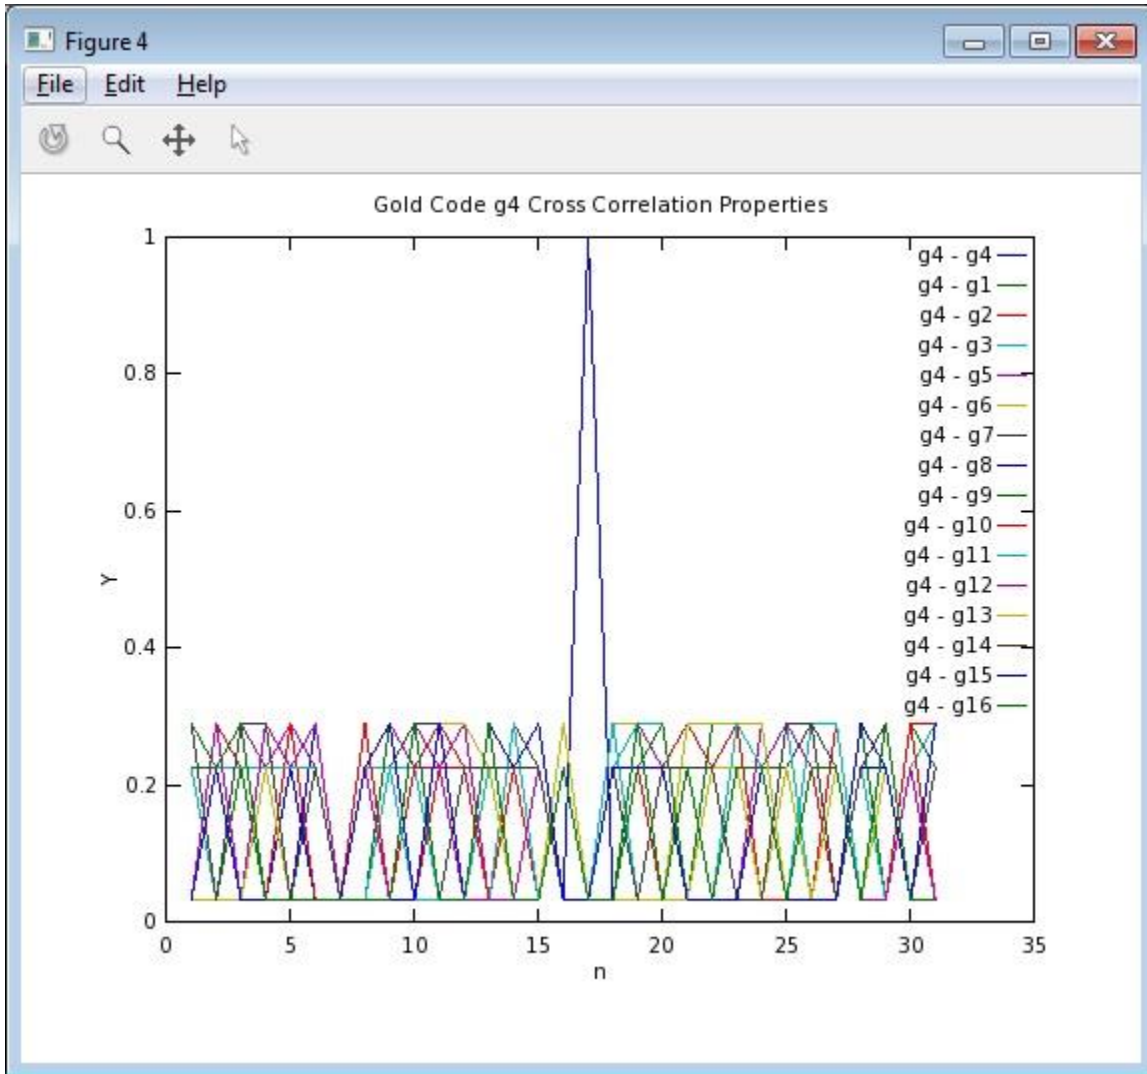 Figure 4
File Edit Help
Gold Code g4 Cross Correlation Properties
g4 - g4
g4 - g1
g4 - g2
g4 - g3
g4 - g5
g4 - g6
g4 - g7
g4 - g8
g4 - g9
g4 - g10
g4 - g11
g4 - g12
g4 - g13
g4 - g14
g4 - g15
g4 - g16
1
0.8
0.6
0.4
0.2
0
Y
0 5 10 15 20 25 30 35
n